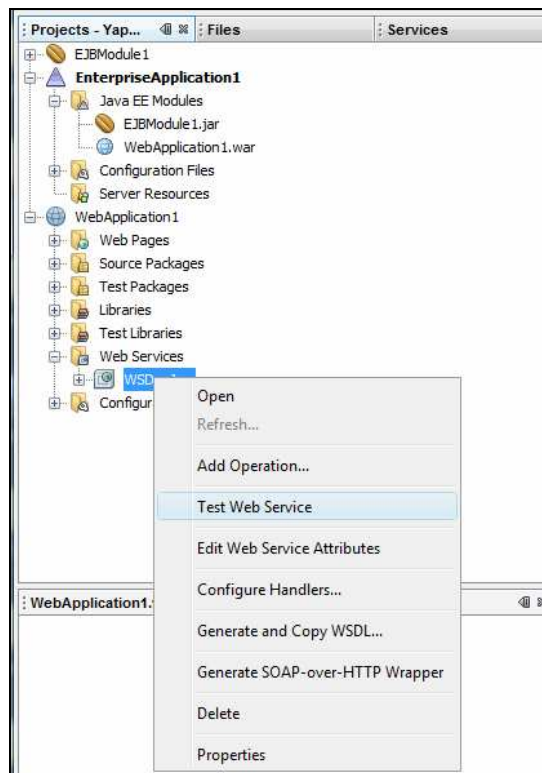 Projects - Yap...
Files
Services
EJBModule1
EnterpriseApplication1
Java EE Modules
EJBModule1.jar
WebApplication1.war
Configuration Files
Server Resources
WebApplication1
Web Pages
Source Packages
Test Packages
Libraries
Test Libraries
Web Services
Open
Refresh...
Add Operation...
Test Web Service
Edit Web Service Attributes
Configure Handlers...
Generate and Copy WSDL...
Generate SOAP-over-HTTP Wrapper
Delete
Properties